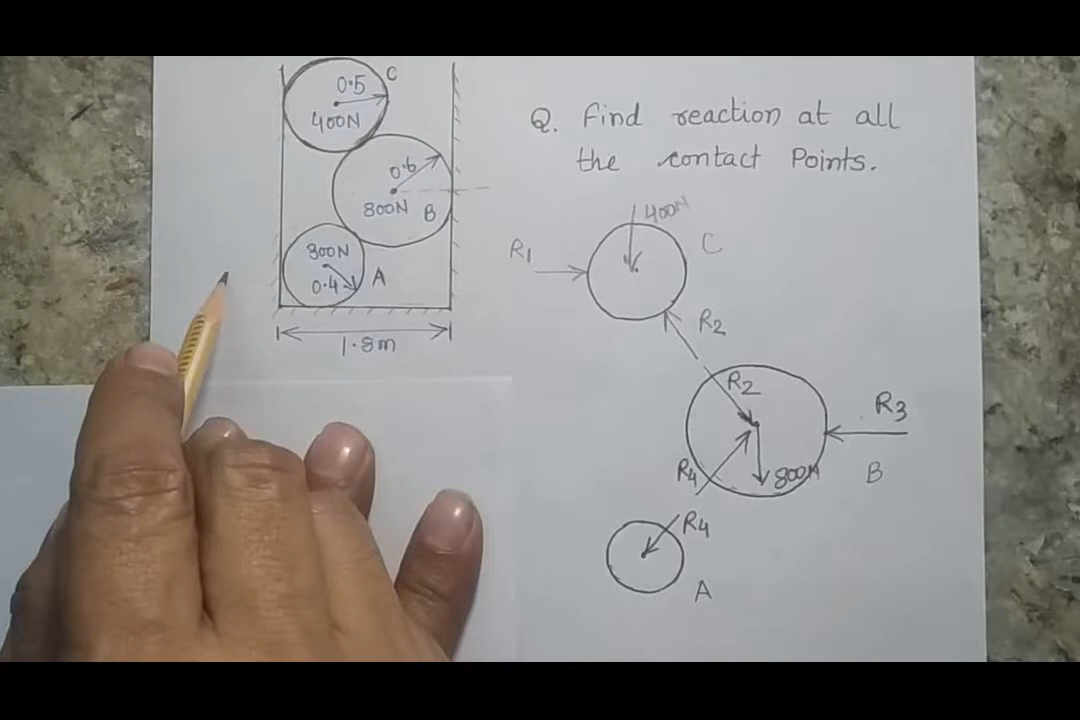 C
0.5
400N
0.6
800N
B
300N
0.4
A
1.8m
Q. Find reaction at all
the contact Points.
400N
R1
C
R2
R2
R3
R4
800N
B
R4
A